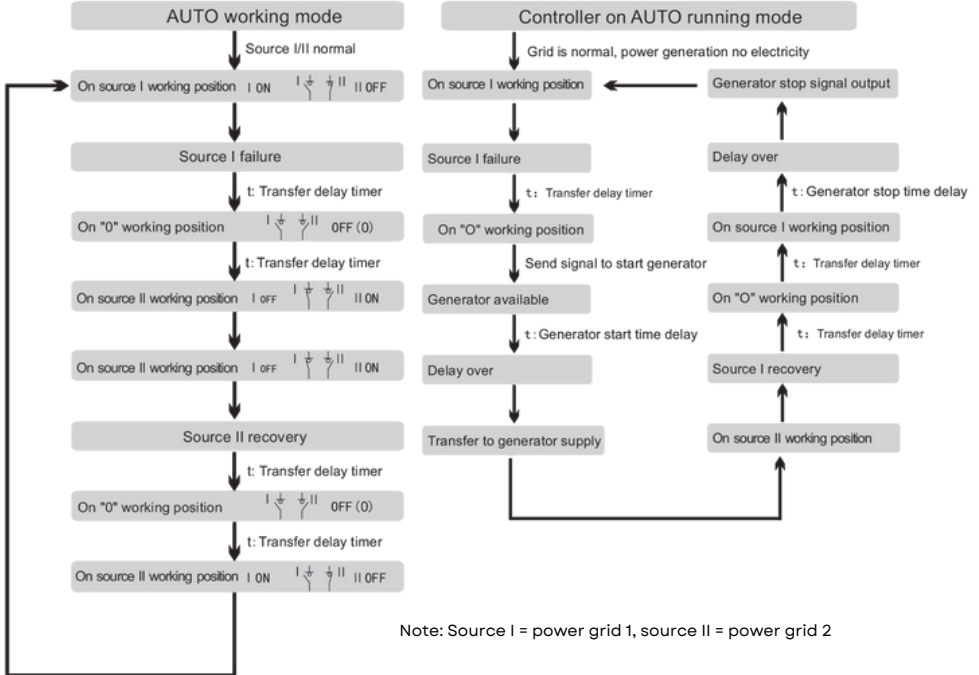 AUTO working mode
Source I/II normal
On source I working position I ON I II II OFF
Source I failure
t: Transfer delay timer
On "0" working position I II OFF (0)
t: Transfer delay timer
On source II working position I OFF I II II ON
On source II working position I OFF I II II ON
Source II recovery
t: Transfer delay timer
On "0" working position I II OFF (0)
t: Transfer delay timer
On source II working position I ON I II II OFF
Controller on AUTO running mode
Grid is normal, power generation no electricity
On source I working position
Source I failure
t: Transfer delay timer
On "O" working position
Send signal to start generator
Generator available
t: Generator start time delay
Delay over
Transfer to generator supply
On source II working position
Source I recovery
t: Transfer delay timer
On "O" working position
t: Transfer delay timer
On source I working position
t: Generator stop time delay
Delay over
Generator stop signal output
Note: Source I = power grid 1, source II = power grid 2